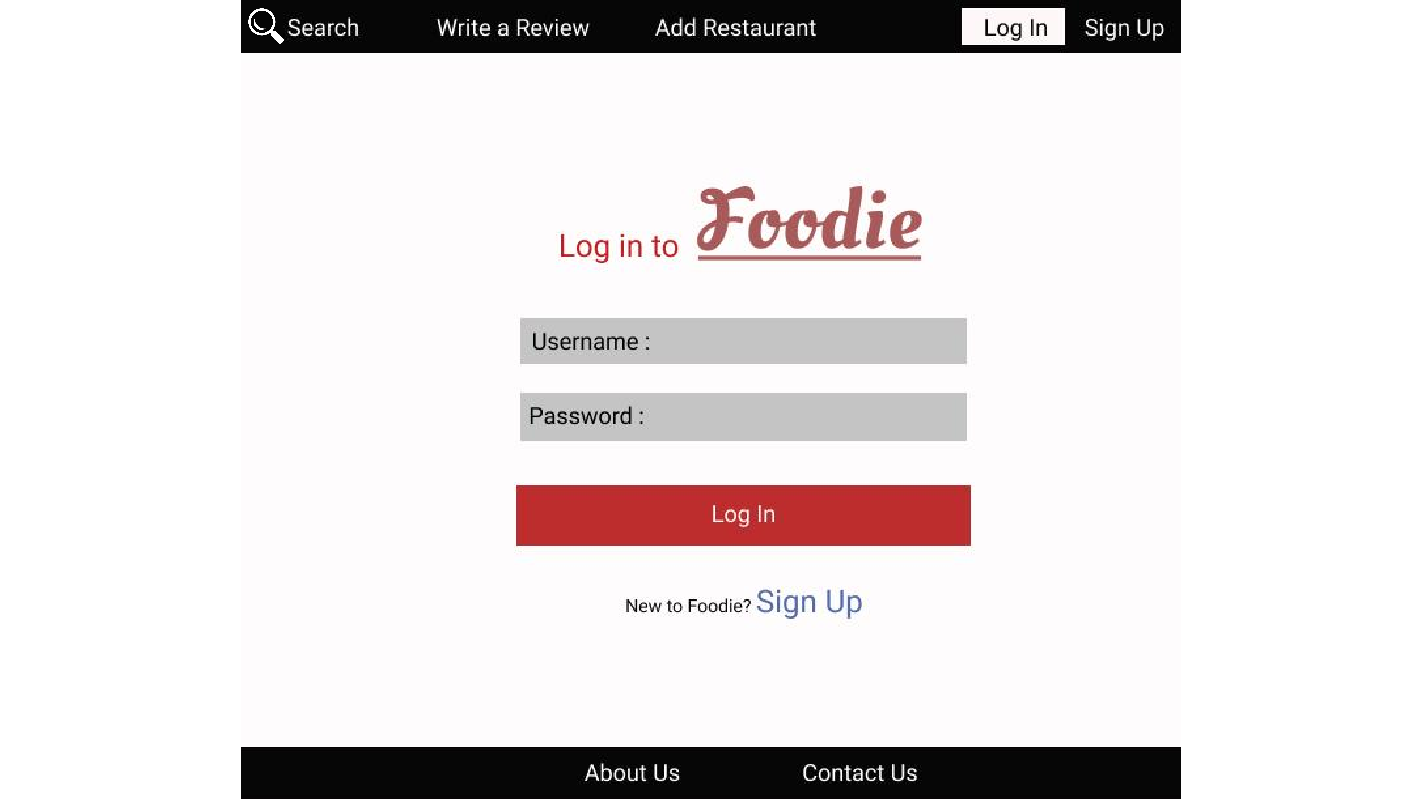 Search Write a Review Add Restaurant Log In Sign Up
Log in to Foodie
Username :
Password :
Log In
New to Foodie? Sign Up
About Us Contact Us